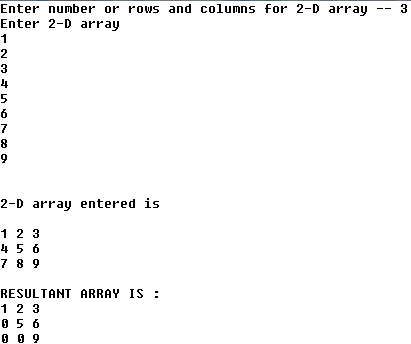 Enter number or rows and columns for 2-D array -- 3
Enter 2-D array
1
2
3
4
5
6
7
8
9
2-D array entered is
1 2 3
4 5 6
7 8 9
RESULTANT ARRAY IS :
1 2 3
0 5 6
0 0 9